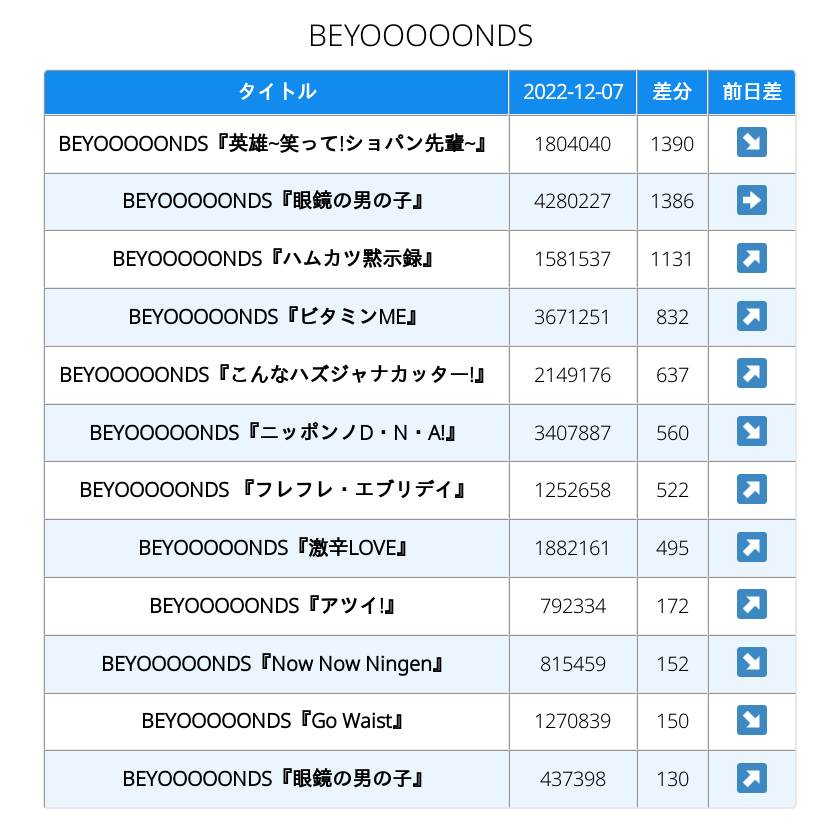 BEYOOOOONDS
タイトル 2022-12-07 差分 前日差
BEYOOOOONDS『英雄~笑って!ショパン先輩~』 1804040 1390 ↘
BEYOOOOONDS『眼鏡の男の子』 4280227 1386 ➡
BEYOOOOONDS『ハムカツ黙示録』 1581537 1131 ↗
BEYOOOOONDS『ビタミンME』 3671251 832 ↗
BEYOOOOONDS『こんなハズジャナカッター!』 2149176 637 ↗
BEYOOOOONDS『ニッポンノD・N・A!』 3407887 560 ↘
BEYOOOOONDS 『フレフレ・エブリデイ』 1252658 522 ↗
BEYOOOOONDS『激辛LOVE』 1882161 495 ↗
BEYOOOOONDS『アツイ!』 792334 172 ↗
BEYOOOOONDS『Now Now Ningen』 815459 152 ↘
BEYOOOOONDS『Go Waist』 1270839 150 ↘
BEYOOOOONDS『眼鏡の男の子』 437398 130 ↗